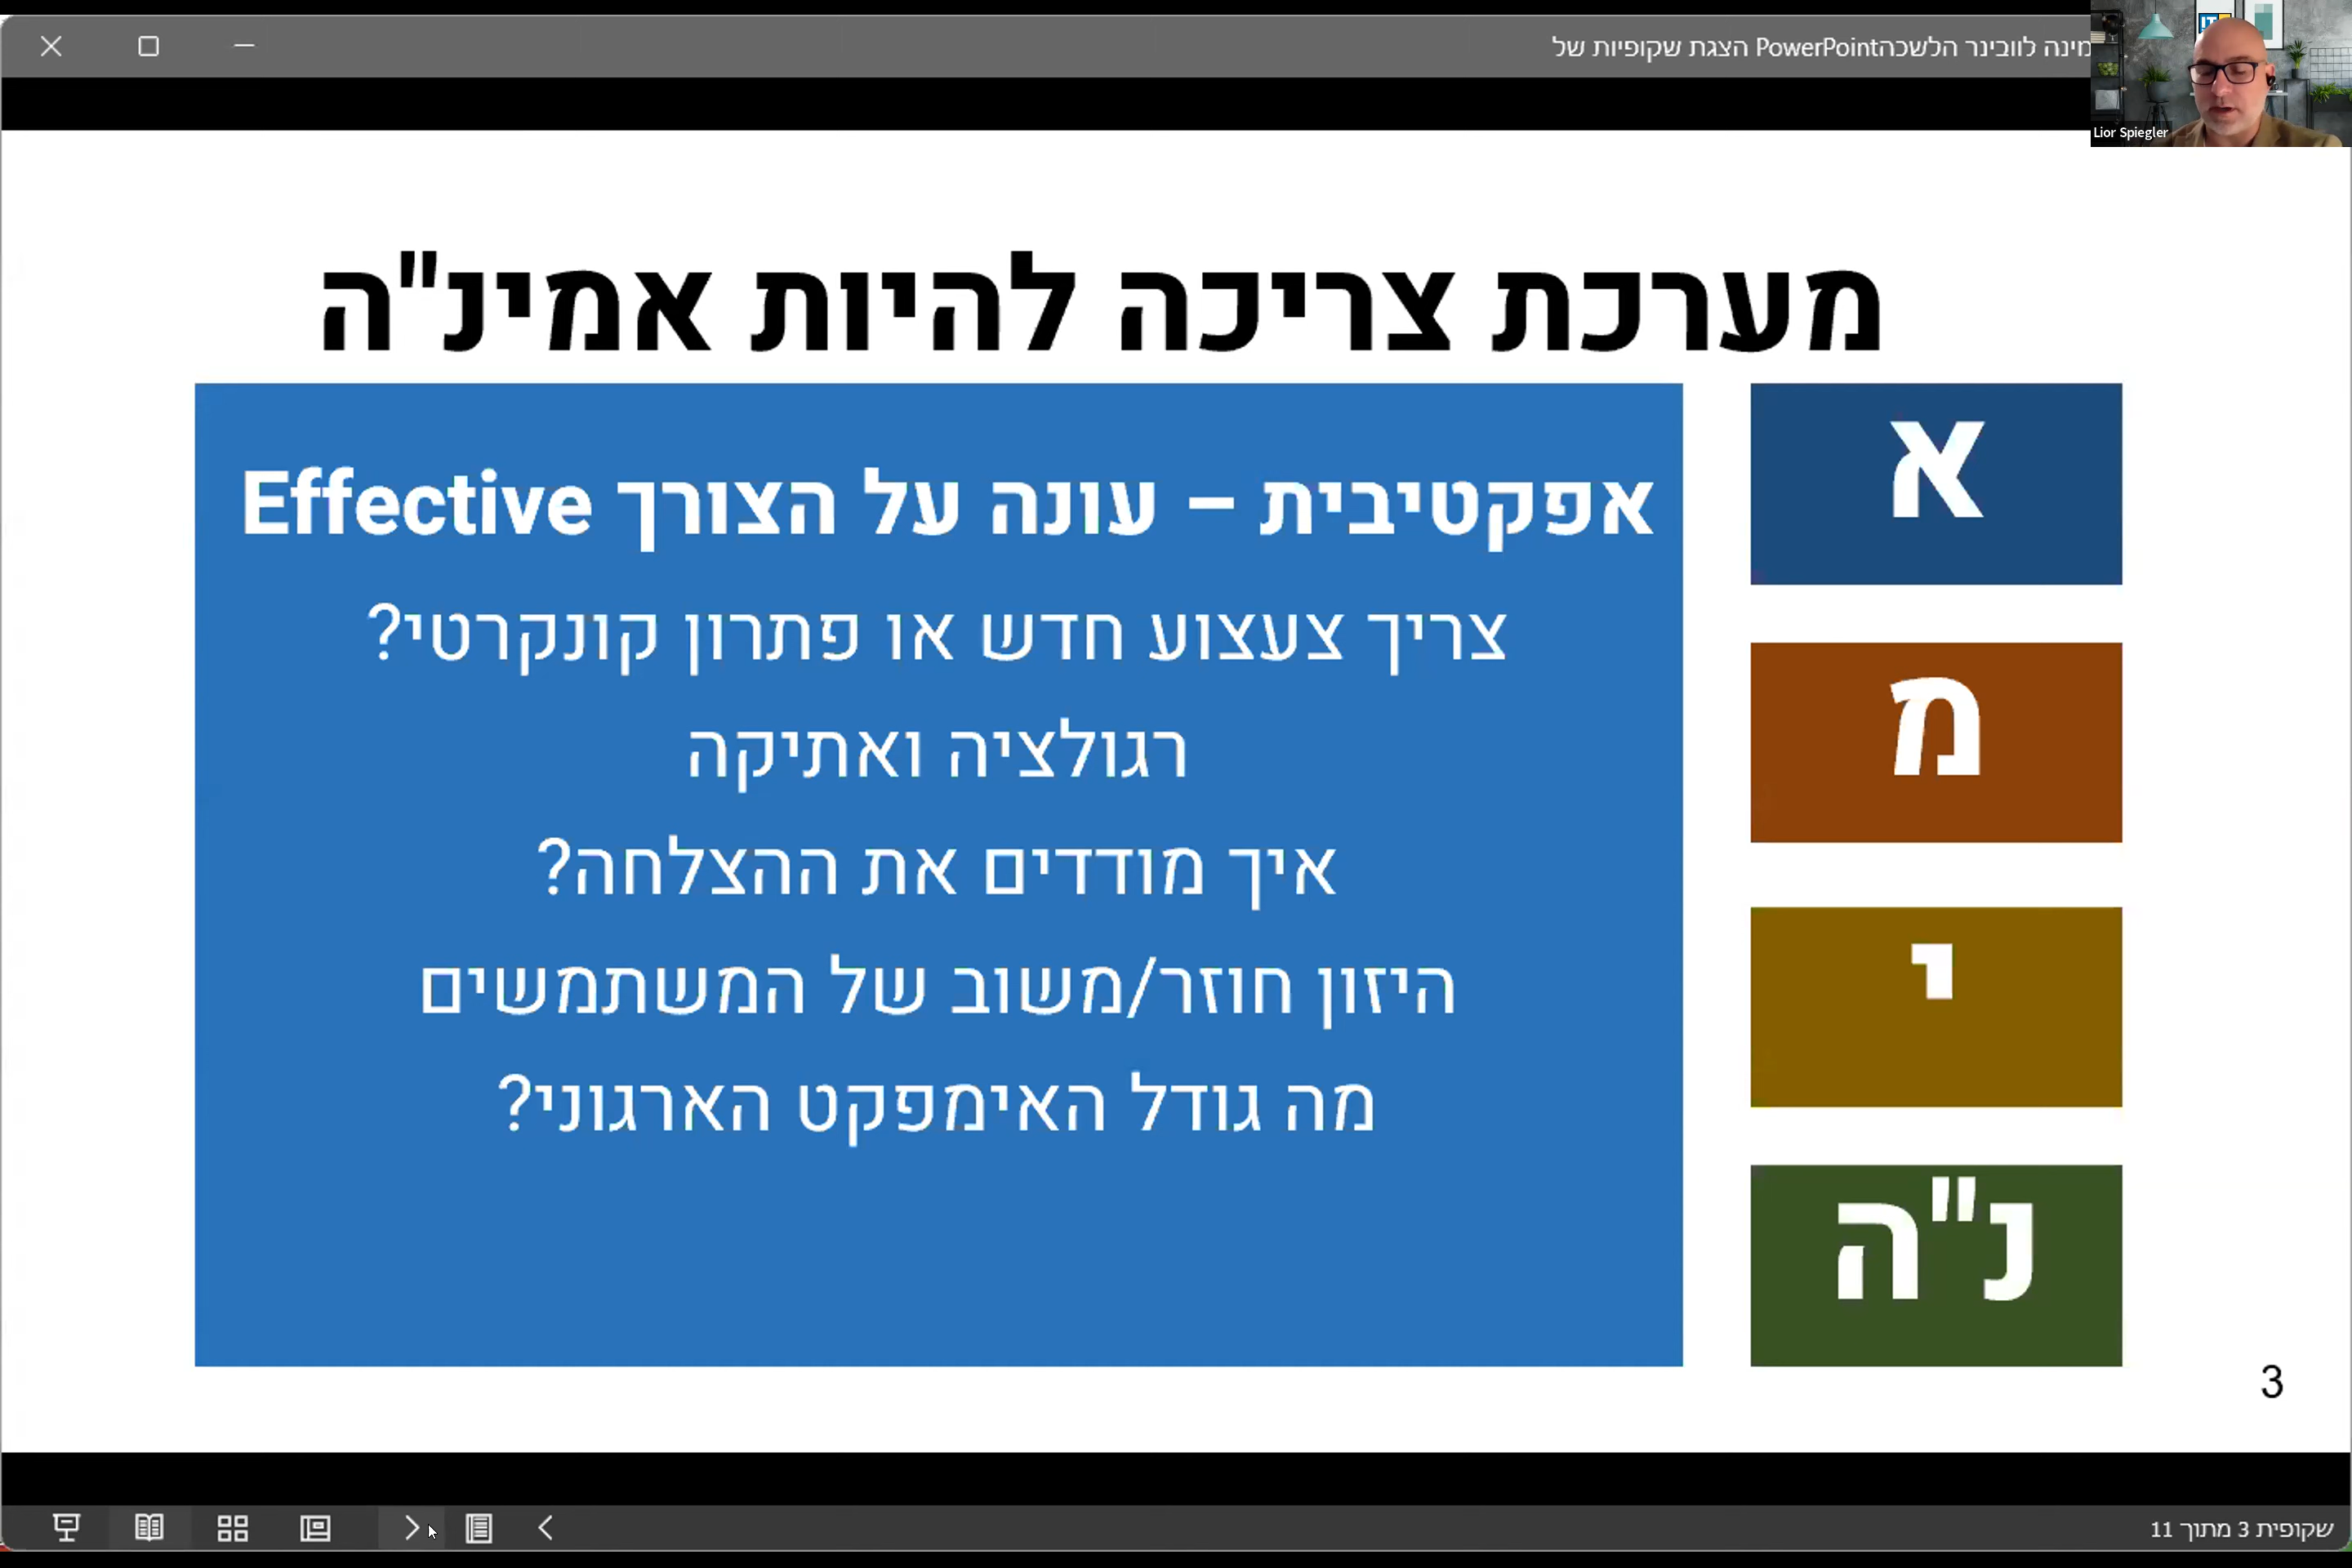 הצגת שקופיות של PowerPointמינה לוובינר הלשכה
Lior Spiegler
מערכת צריכה להיות אמינ"ה
א
אפקטיבית – עונה על הצורך Effective
צריך צעצוע חדש או פתרון קונקרטי?
רגולציה ואתיקה
איך מודדים את ההצלחה?
היזון חוזר/משוב של המשתמשים
מה גודל האימפקט הארגוני?
מ
י
נ"ה
3
שקופית 3 מתוך 11